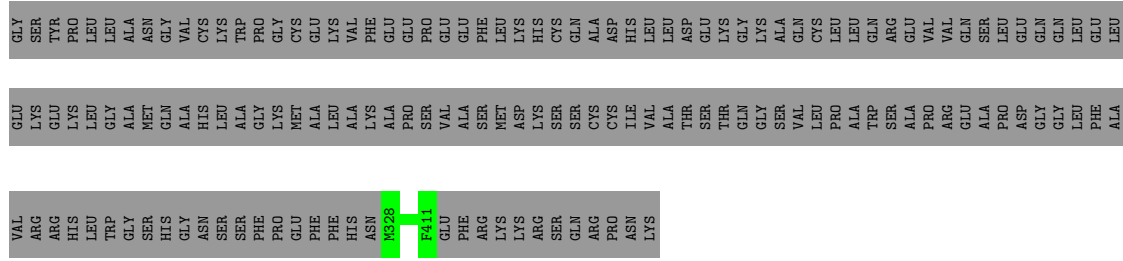 GLY SER TYR PRO LEU LEU ALA ASN GLY VAL CYS LYS TRP PRO GLY CYS GLU LYS VAL PHE GLU GLU PRO GLU GLU PHE LEU LYS HIS CYS GLN ALA ASP HIS LEU LEU ASP GLU LYS GLY LYS ALA GLN CYS LEU LEU GLN ARG GLU VAL VAL GLN SER LEU GLU GLN GLN LEU GLU LEU
GLU LYS GLU LYS LEU GLY ALA MET GLN ALA HIS LEU ALA GLY LYS MET ALA LEU ALA LYS ALA PRO SER VAL ALA SER MET ASP LYS SER SER CYS CYS ILE VAL ALA THR SER THR GLN GLY SER VAL LEU PRO ALA TRP SER ALA PRO ARG GLU ALA PRO ASP GLY GLY LEU PHE ALA
VAL ARG ARG HIS LEU TRP GLY SER HIS GLY ASN SER SER PHE PRO GLU PHE PHE HIS ASN M328 F411 GLU PHE ARG LYS LYS ARG SER GLN ARG PRO ASN LYS